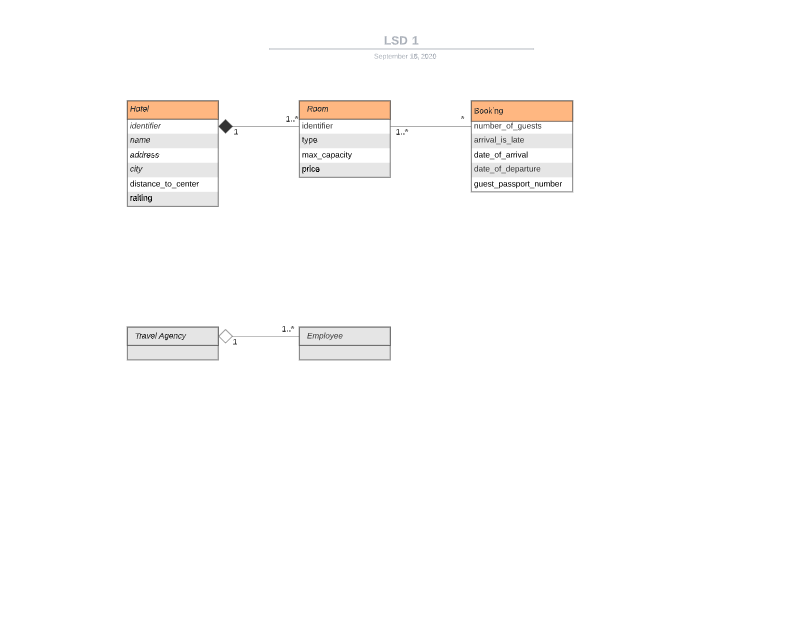 LSD 1
September 16, 2020
Hotel
identifier
name
address
city
distance_to_center
raiting
1
1..*
Room
identifier
type
max_capacity
price
1..*
*
Booking
number_of_guests
arrival_is_late
date_of_arrival
date_of_departure
guest_passport_number
Travel Agency
1
1..*
Employee